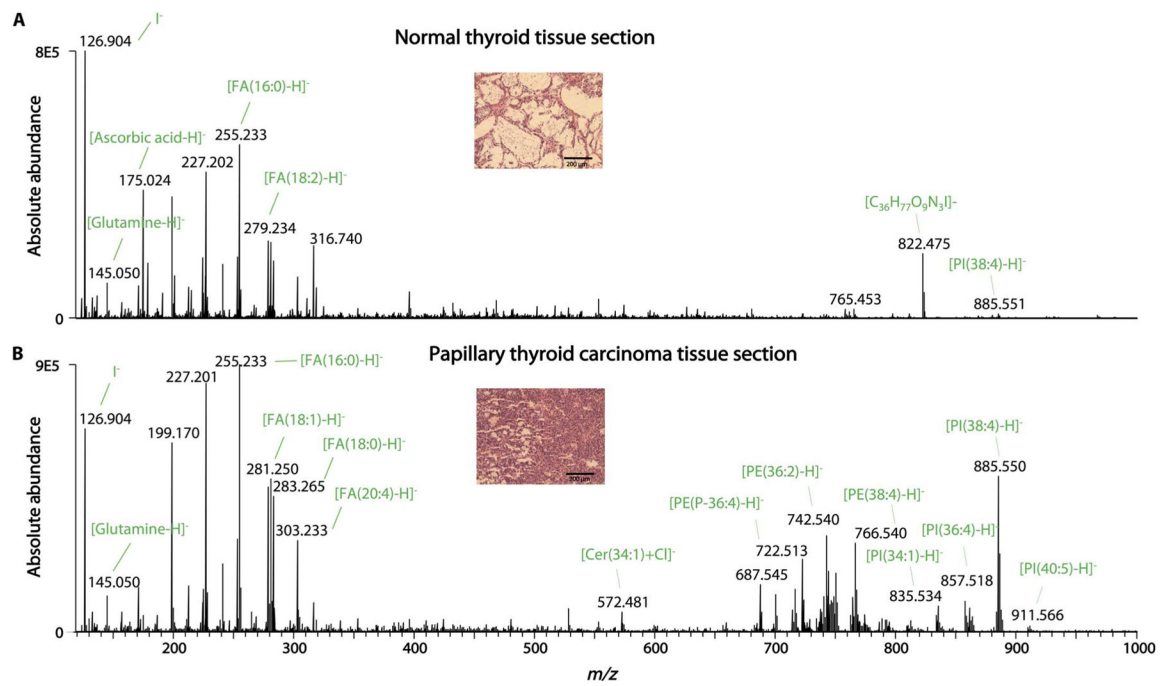 A
I⁻
126.904
Normal thyroid tissue section
8E5
[FA(16:0)-H]⁻
255.233
[Ascorbic acid-H]⁻
175.024
227.202
[FA(18:2)-H]⁻
279.234
200 µm
[Glutamine-H]⁻
145.050
316.740
[C₃₆H₇₇O₉N₃I]-
822.475
[PI(38:4)-H]⁻
765.453
885.551
Absolute abundance
0
B
Papillary thyroid carcinoma tissue section
9E5
255.233
[FA(16:0)-H]⁻
227.201
I⁻
126.904
199.170
[FA(18:1)-H]⁻
281.250
[FA(18:0)-H]⁻
283.265
[FA(20:4)-H]⁻
303.233
200 µm
[Glutamine-H]⁻
145.050
[Cer(34:1)+Cl]⁻
572.481
[PE(36:2)-H]⁻
742.540
[PE(P-36:4)-H]⁻
722.513
687.545
[PE(38:4)-H]⁻
766.540
[PI(34:1)-H]⁻
835.534
[PI(38:4)-H]⁻
885.550
[PI(36:4)-H]⁻
857.518
[PI(40:5)-H]⁻
911.566
Absolute abundance
0
200 300 400 500 600 700 800 900 1000
m/z